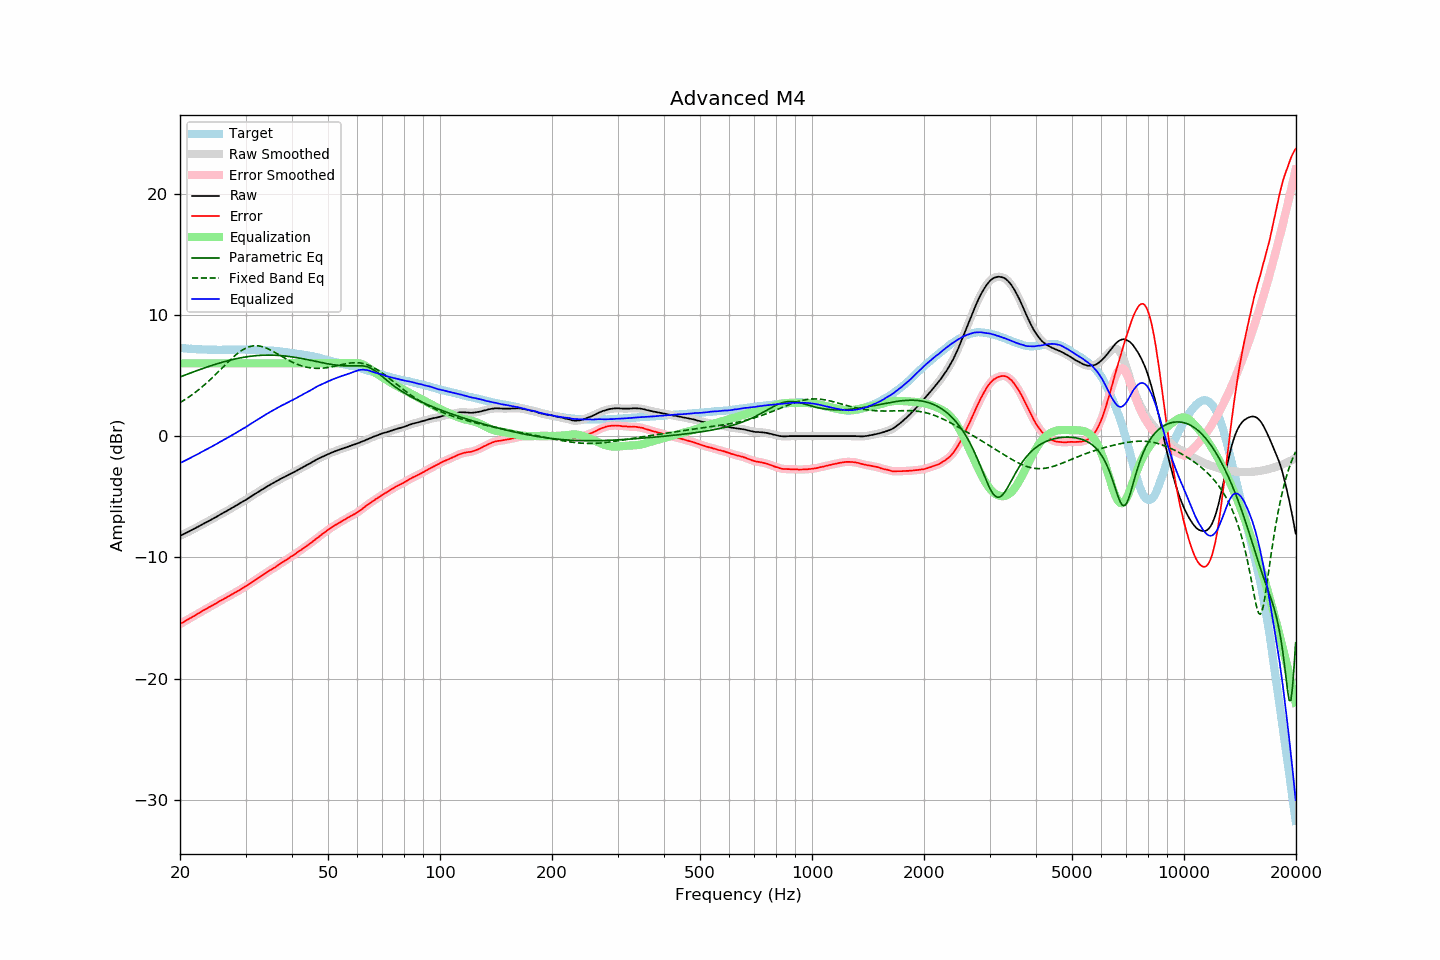 Advanced M4
Target
Raw Smoothed
Error Smoothed
Raw
Error
Equalization
Parametric Eq
Fixed Band Eq
Equalized
20
10
0
−10
−20
−30
Amplitude (dBr)
20
50
100
200
500
1000
2000
5000
10000
20000
Frequency (Hz)